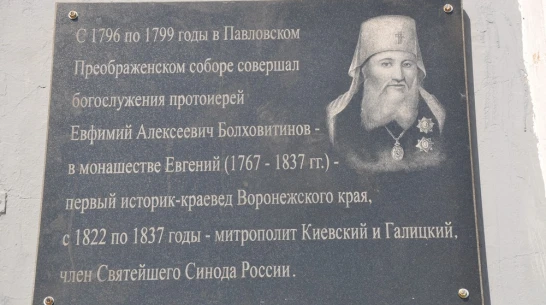 С 1796 по 1799 годы в Павловском
Преображенском соборе совершал
богослужения протоиерей
Евфимий Алексеевич Болховитинов -
в монашестве Евгений (1767 - 1837 гг.) -
первый историк-краевед Воронежского края,
с 1822 по 1837 годы - митрополит Киевский и Галицкий,
член Святейшего Синода России.